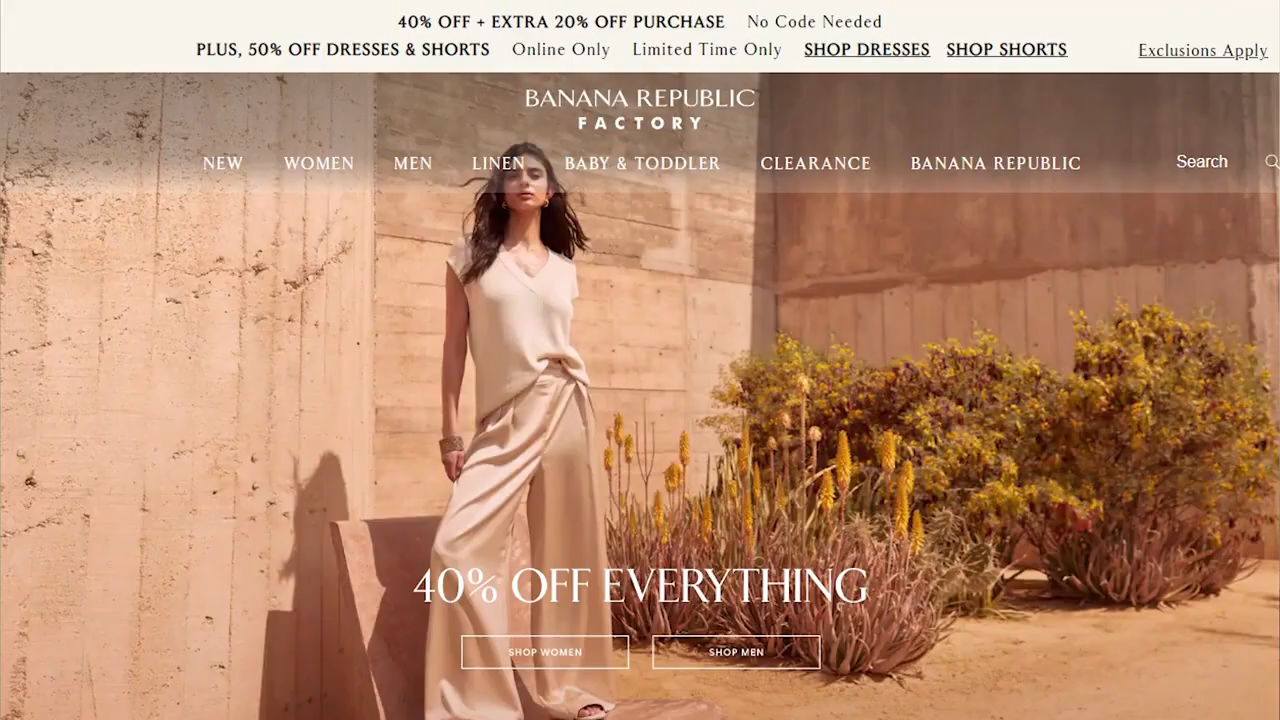 40% OFF + EXTRA 20% OFF PURCHASE No Code Needed
PLUS, 50% OFF DRESSES & SHORTS Online Only Limited Time Only SHOP DRESSES SHOP SHORTS Exclusions Apply
BANANA REPUBLIC
FACTORY
NEW WOMEN MEN LINEN BABY & TODDLER CLEARANCE BANANA REPUBLIC Search
40% OFF EVERYTHING
SHOP WOMEN SHOP MEN